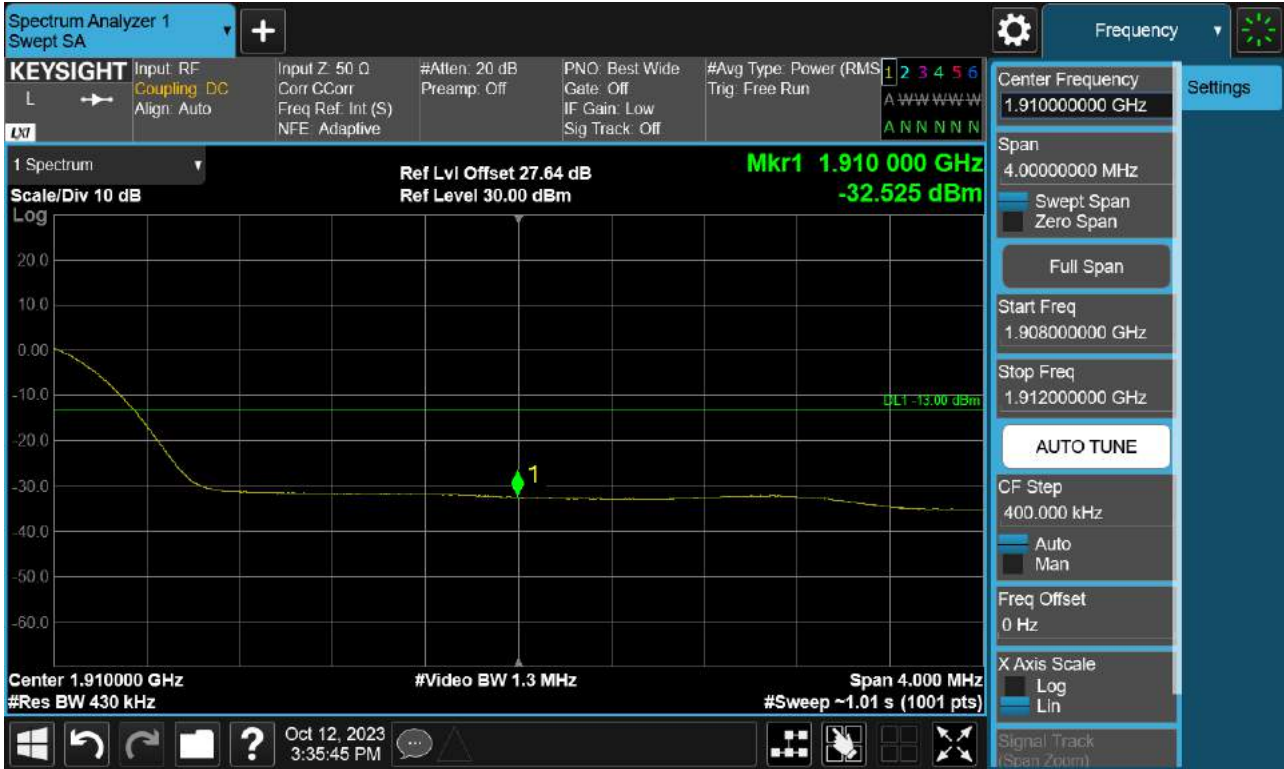 Spectrum Analyzer 1
Swept SA
+
Frequency
KEYSIGHT
L
LXI
Input: RF
Coupling: DC
Align: Auto
Input Z: 50 Ω
Corr CCorr
Freq Ref: Int (S)
NFE: Adaptive
#Atten: 20 dB
Preamp: Off
PNO: Best Wide
Gate: Off
IF Gain: Low
Sig Track: Off
#Avg Type: Power (RMS
Trig: Free Run
1 2 3 4 5 6
A W W W W W
A N N N N N
Center Frequency
1.910000000 GHz
Settings
Span
4.00000000 MHz
Swept Span
Zero Span
Full Span
Start Freq
1.908000000 GHz
Stop Freq
1.912000000 GHz
AUTO TUNE
CF Step
400.000 kHz
Auto
Man
Freq Offset
0 Hz
X Axis Scale
Log
Lin
Signal Track
(Span Zoom)
1 Spectrum
Scale/Div 10 dB
Log
Ref Lvl Offset 27.64 dB
Ref Level 30.00 dBm
Mkr1 1.910 000 GHz
-32.525 dBm
20.0
10.0
0.00
-10.0
DL1 -13.00 dBm
-20.0
1
-30.0
-40.0
-50.0
-60.0
Center 1.910000 GHz
#Video BW 1.3 MHz
Span 4.000 MHz
#Res BW 430 kHz
#Sweep ~1.01 s (1001 pts)
?
Oct 12, 2023
3:35:45 PM